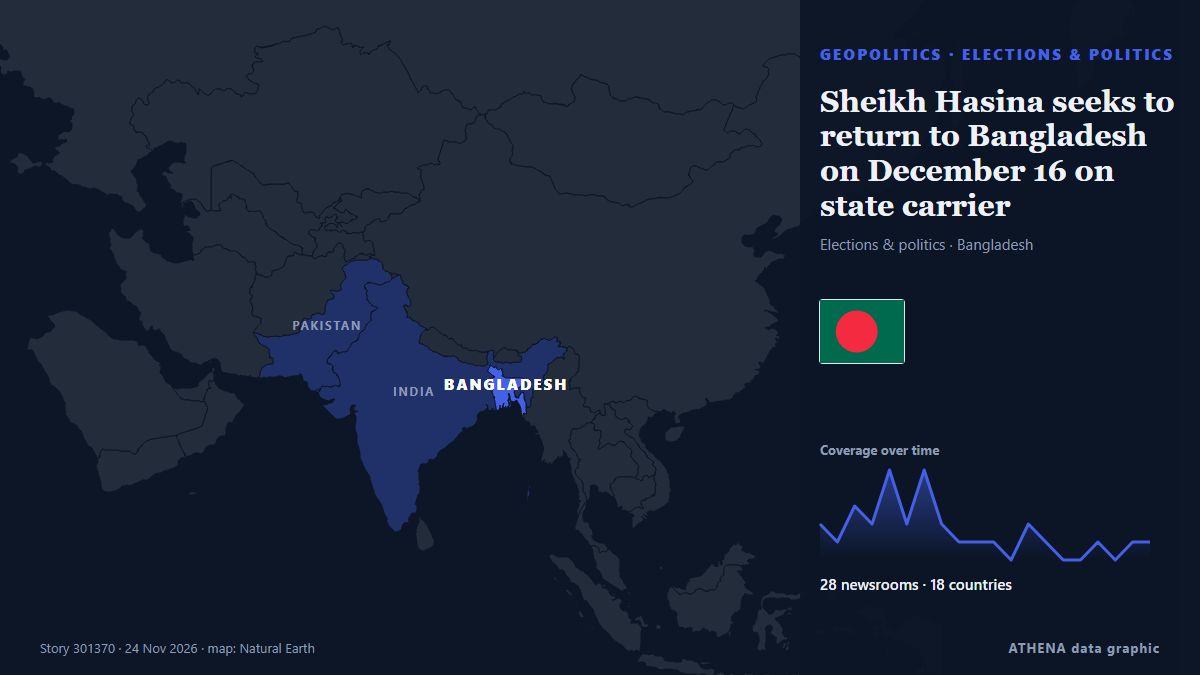 GEOPOLITICS · ELECTIONS & POLITICS
Sheikh Hasina seeks to
return to Bangladesh
on December 16 on
state carrier
Elections & politics · Bangladesh
PAKISTAN
INDIA
BANGLADESH
Coverage over time
28 newsrooms · 18 countries
Story 301370 · 24 Nov 2026 · map: Natural Earth
ATHENA data graphic